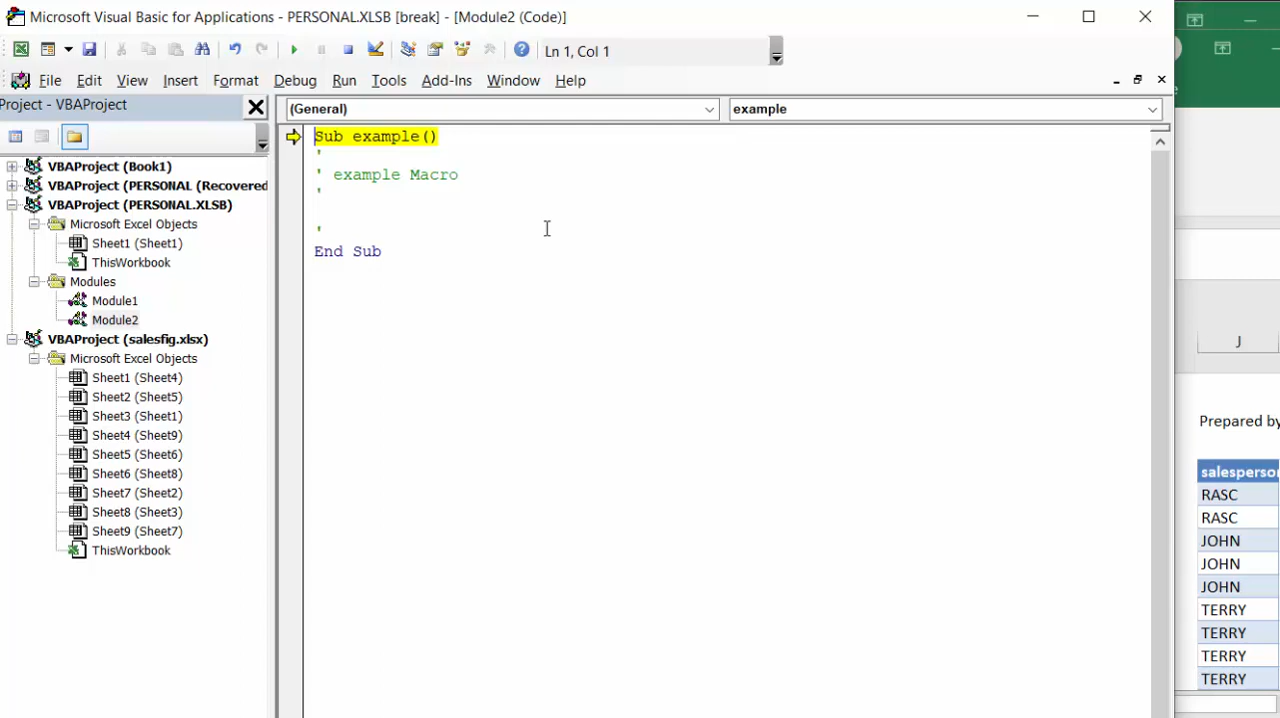 Microsoft Visual Basic for Applications - PERSONAL.XLSB [break] - [Module2 (Code)]
Ln 1, Col 1
File Edit View Insert Format Debug Run Tools Add-Ins Window Help
Project - VBAProject
(General)
example
VBAProject (Book1)
VBAProject (PERSONAL (Recovered
VBAProject (PERSONAL.XLSB)
Microsoft Excel Objects
Sheet1 (Sheet1)
ThisWorkbook
Modules
Module1
Module2
VBAProject (salesfig.xlsx)
Microsoft Excel Objects
Sheet1 (Sheet4)
Sheet2 (Sheet5)
Sheet3 (Sheet1)
Sheet4 (Sheet9)
Sheet5 (Sheet6)
Sheet6 (Sheet8)
Sheet7 (Sheet2)
Sheet8 (Sheet3)
Sheet9 (Sheet7)
ThisWorkbook
Sub example()
'
' example Macro
'
'
End Sub
J
Prepared by
salesperson
RASC
RASC
JOHN
JOHN
JOHN
TERRY
TERRY
TERRY
TERRY